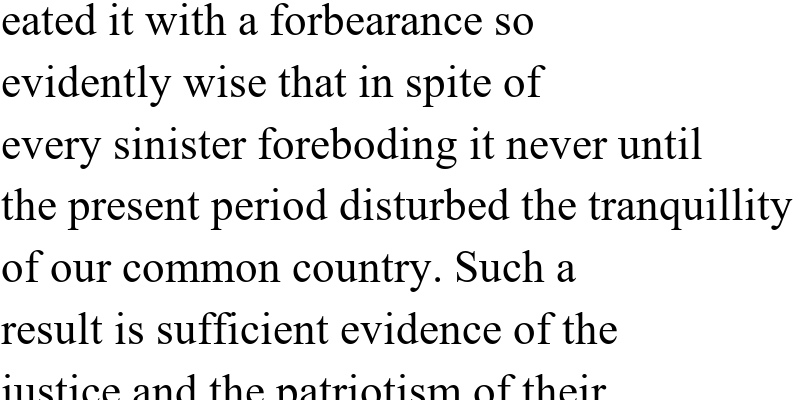 eated it with a forbearance so
evidently wise that in spite of
every sinister foreboding it never until
the present period disturbed the tranquillity
of our common country. Such a
result is sufficient evidence of the
justice and the patriotism of their